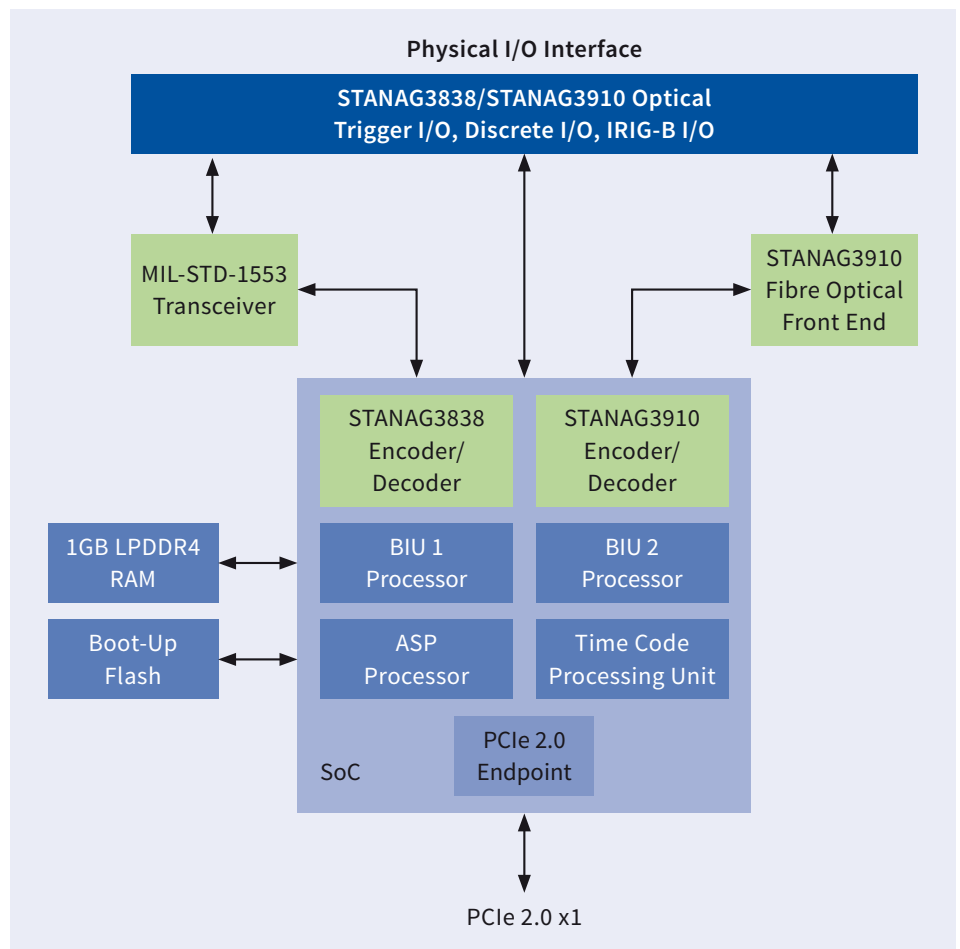 Physical I/O Interface
STANAG3838/STANAG3910 Optical
Trigger I/O, Discrete I/O, IRIG-B I/O
MIL-STD-1553
Transceiver
STANAG3910
Fibre Optical
Front End
STANAG3838
Encoder/
Decoder
STANAG3910
Encoder/
Decoder
1GB LPDDR4
RAM
BIU 1
Processor
BIU 2
Processor
Boot-Up
Flash
ASP
Processor
Time Code
Processing Unit
PCIe 2.0
Endpoint
SoC
PCIe 2.0 x1